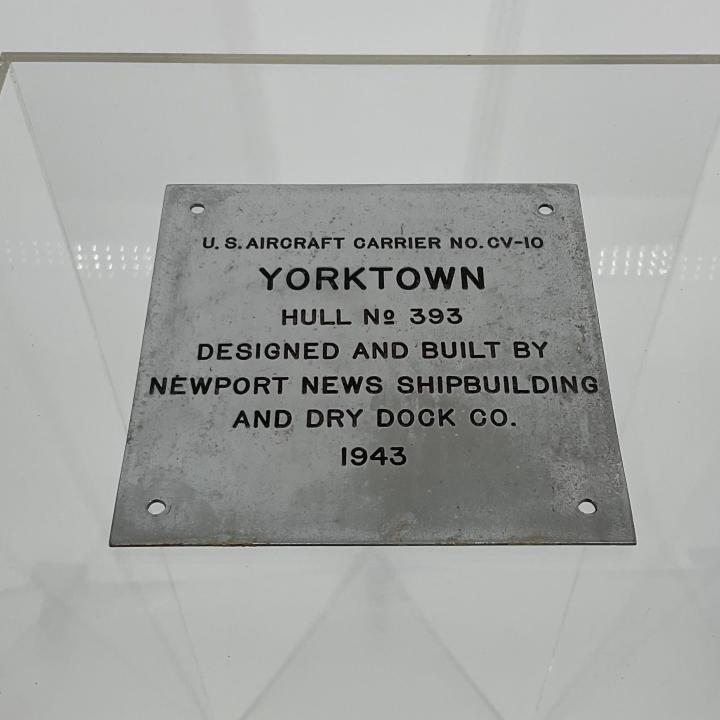 U.S. AIRCRAFT CARRIER NO. CV-10
YORKTOWN
HULL Nº 393
DESIGNED AND BUILT BY
NEWPORT NEWS SHIPBUILDING
AND DRY DOCK CO.
1943